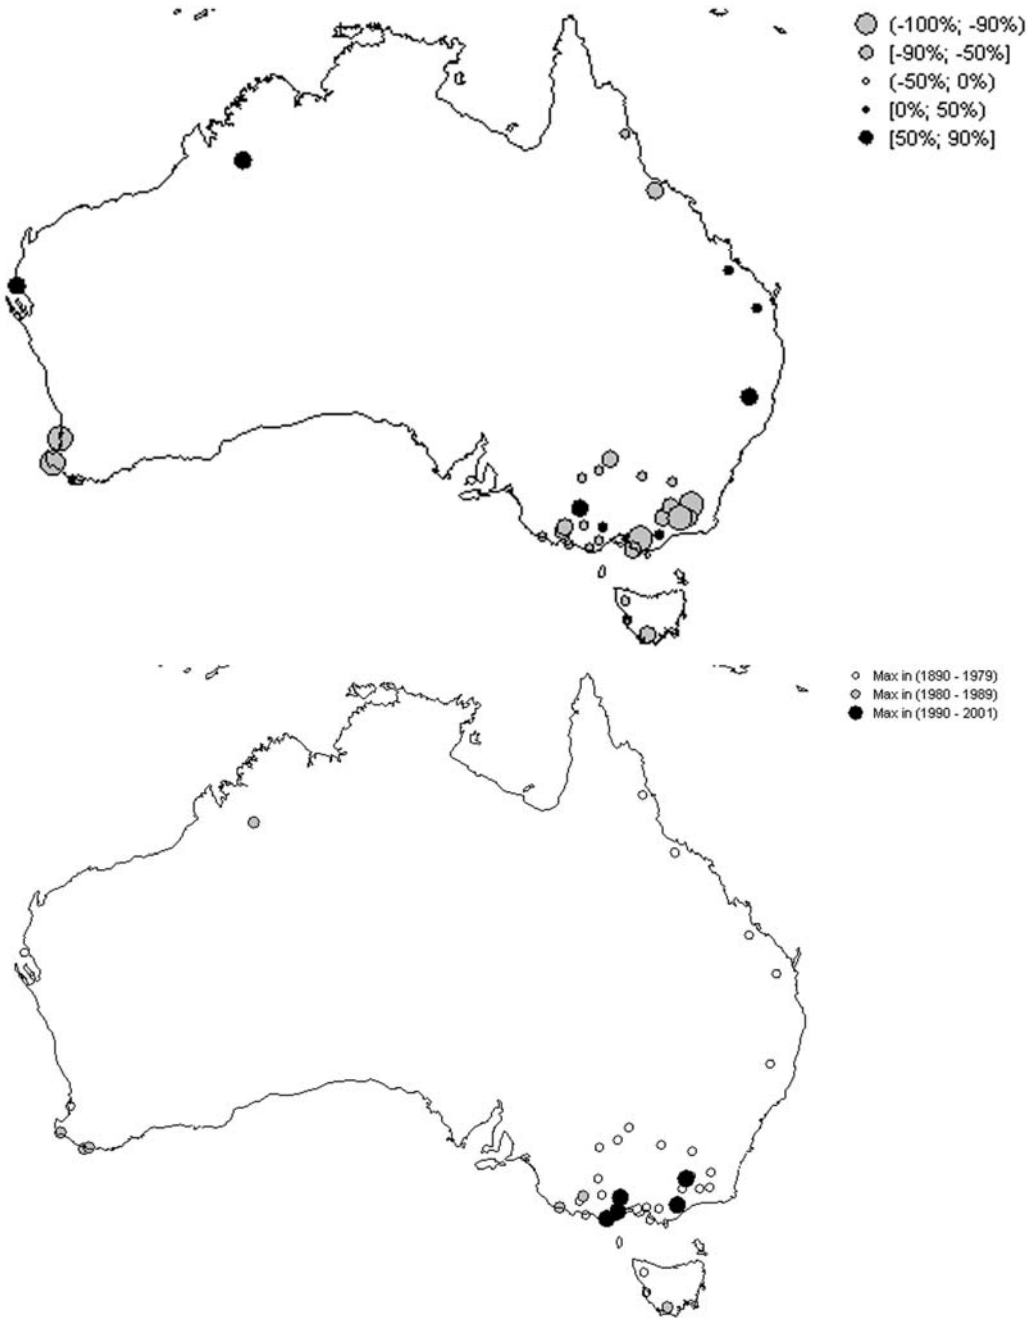 (-100%; -90%)
[-90%; -50%]
(-50%; 0%)
[0%; 50%)
[50%; 90%]
Max in (1890 - 1979)
Max in (1980 - 1989)
Max in (1990 - 2001)